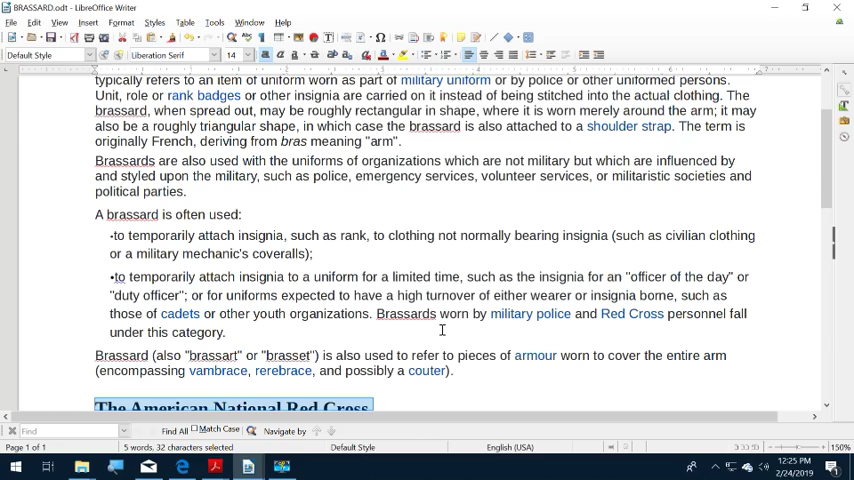 BRASSARD.odt - LibreOffice Writer
File Edit View Insert Format Styles Table Tools Window Help
Default Style Liberation Serif 14
typically refers to an item of uniform worn as part of military uniform or by police or other uniformed persons.
Unit, role or rank badges or other insignia are carried on it instead of being stitched into the actual clothing. The
brassard, when spread out, may be roughly rectangular in shape, where it is worn merely around the arm; it may
also be a roughly triangular shape, in which case the brassard is also attached to a shoulder strap. The term is
originally French, deriving from bras meaning "arm".
Brassards are also used with the uniforms of organizations which are not military but which are influenced by
and styled upon the military, such as police, emergency services, volunteer services, or militaristic societies and
political parties.
A brassard is often used:
•to temporarily attach insignia, such as rank, to clothing not normally bearing insignia (such as civilian clothing
or a military mechanic's coveralls);
•to temporarily attach insignia to a uniform for a limited time, such as the insignia for an "officer of the day" or
"duty officer"; or for uniforms expected to have a high turnover of either wearer or insignia borne, such as
those of cadets or other youth organizations. Brassards worn by military police and Red Cross personnel fall
under this category.
Brassard (also "brassart" or "brasset") is also used to refer to pieces of armour worn to cover the entire arm
(encompassing vambrace, rerebrace, and possibly a couter).
The American National Red Cross
Find Find All Match Case Navigate by
Page 1 of 1 5 words, 32 characters selected Default Style English (USA) 150%
12:25 PM
2/24/2019